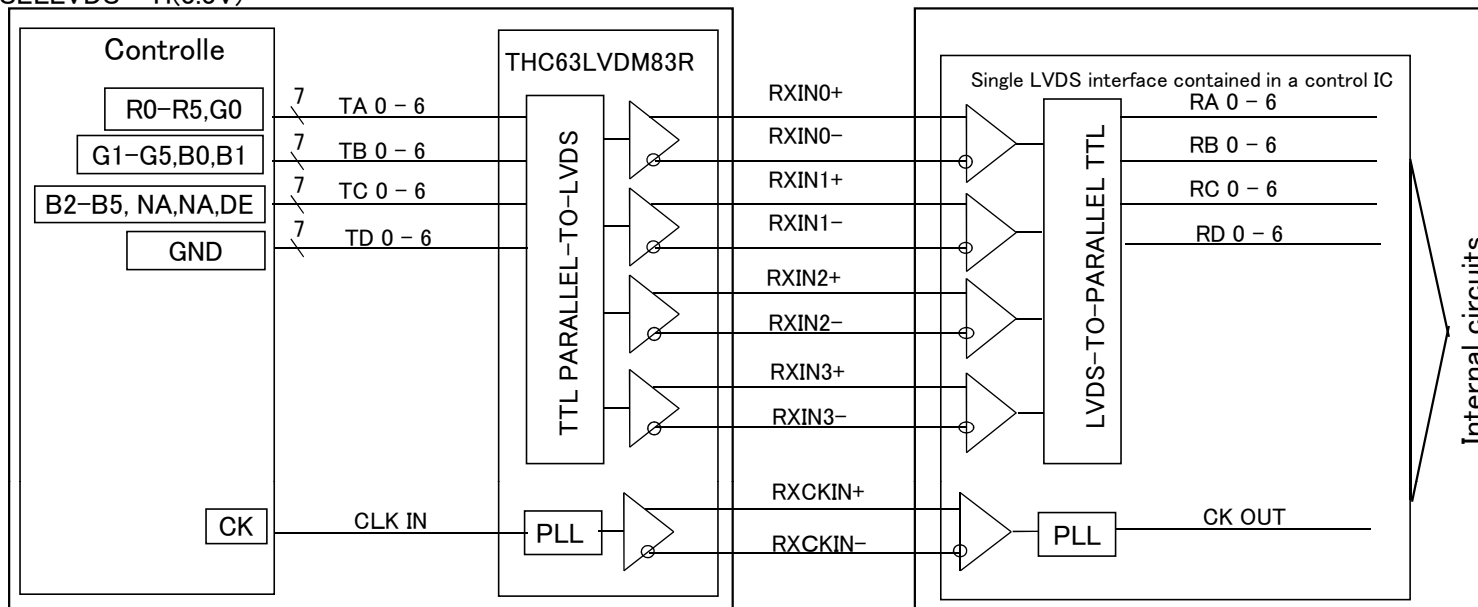 Controlle
THC63LVDM83R
Single LVDS interface contained in a control IC
R0-R5,G0
7
TA 0 - 6
RXIN0+
RA 0 - 6
G1-G5,B0,B1
7
TB 0 - 6
RXIN0-
RB 0 - 6
B2-B5, NA,NA,DE
7
TC 0 - 6
RXIN1+
RC 0 - 6
GND
7
TD 0 - 6
RXIN1-
RD 0 - 6
TTL PARALLEL-TO-LVDS
LVDS-TO-PARALLEL TTL
Internal circuits
RXIN2+
RXIN2-
RXIN3+
RXIN3-
CK
CLK IN
PLL
RXCKIN+
RXCKIN-
PLL
CK OUT